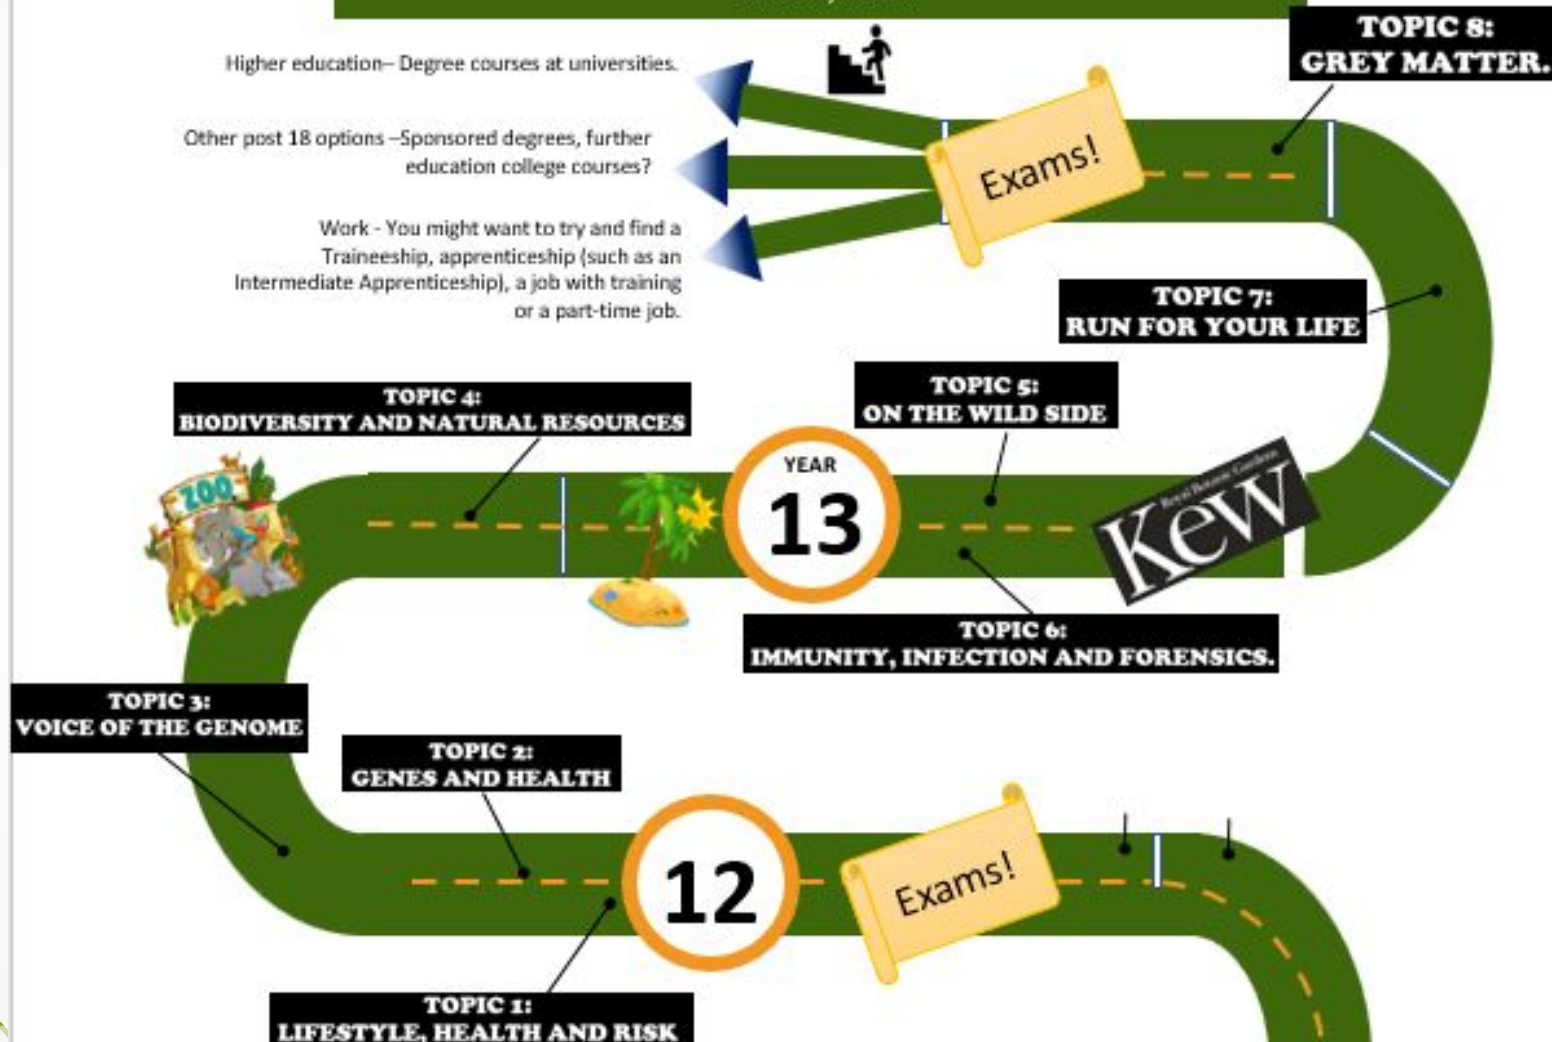 TOPIC 8:
GREY MATTER.
Higher education– Degree courses at universities.
Other post 18 options –Sponsored degrees, further
education college courses?
Work - You might want to try and find a
Traineeship, apprenticeship (such as an
Intermediate Apprenticeship), a job with training
or a part-time job.
Exams!
TOPIC 7:
RUN FOR YOUR LIFE
TOPIC 5:
ON THE WILD SIDE
TOPIC 4:
BIODIVERSITY AND NATURAL RESOURCES
ZOO
YEAR
13
Royal Botanic Gardens
Kew
TOPIC 6:
IMMUNITY, INFECTION AND FORENSICS.
TOPIC 3:
VOICE OF THE GENOME
TOPIC 2:
GENES AND HEALTH
12
Exams!
TOPIC 1:
LIFESTYLE, HEALTH AND RISK